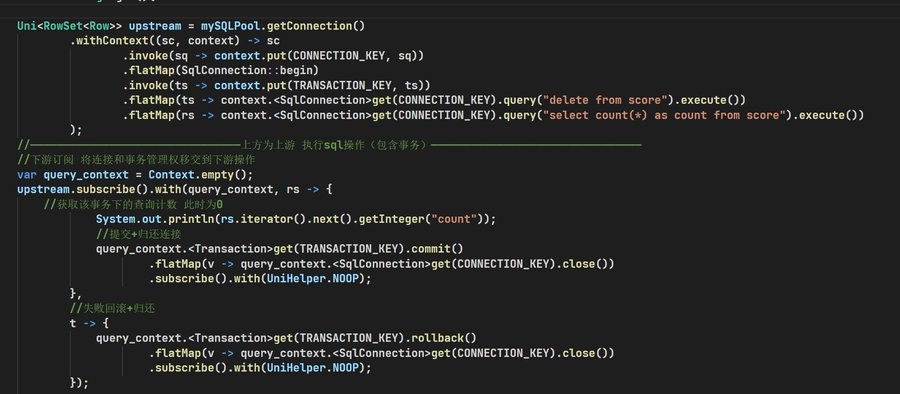 Uni<RowSet<Row>> upstream = mySQLPool.getConnection()
.withContext((sc, context) -> sc
.invoke(sq -> context.put(CONNECTION_KEY, sq))
.flatMap(SqlConnection::begin)
.invoke(ts -> context.put(TRANSACTION_KEY, ts))
.flatMap(ts -> context.<SqlConnection>get(CONNECTION_KEY).query("delete from score").execute())
.flatMap(rs -> context.<SqlConnection>get(CONNECTION_KEY).query("select count(*) as count from score").execute())
);
//————————————————上方为上游 执行sql操作（包含事务）————————————————
//下游订阅 将连接和事务管理权移交到下游操作
var query_context = Context.empty();
upstream.subscribe().with(query_context, rs -> {
//获取该事务下的查询计数 此时为0
System.out.println(rs.iterator().next().getInteger("count"));
//提交+归还连接
query_context.<Transaction>get(TRANSACTION_KEY).commit()
.flatMap(v -> query_context.<SqlConnection>get(CONNECTION_KEY).close())
.subscribe().with(UniHelper.NOOP);
},
//失败回滚+归还
t -> {
query_context.<Transaction>get(TRANSACTION_KEY).rollback()
.flatMap(v -> query_context.<SqlConnection>get(CONNECTION_KEY).close())
.subscribe().with(UniHelper.NOOP);
});